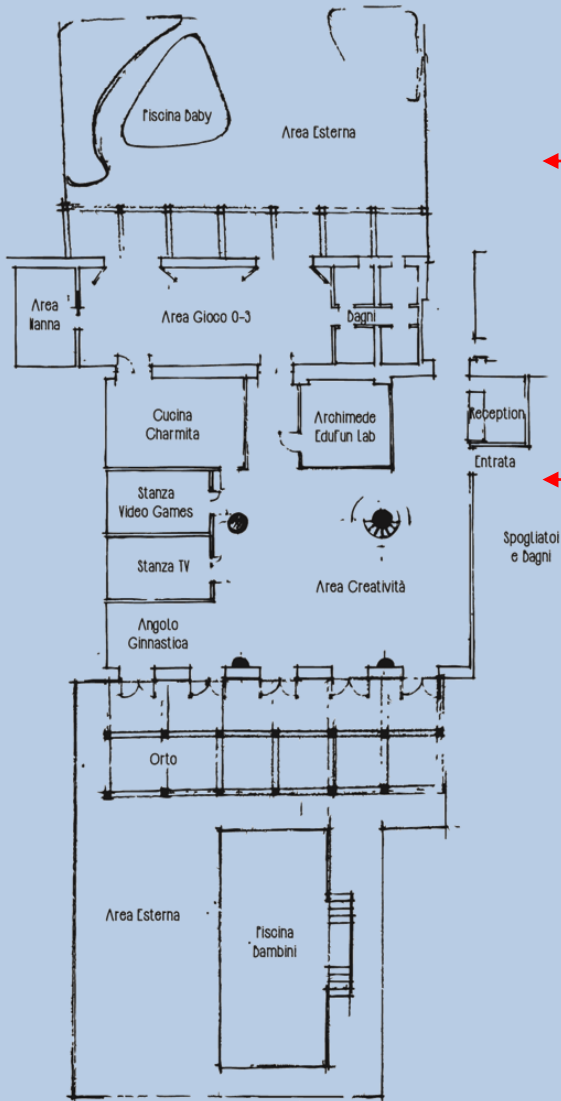 Piscina Baby
Area Esterna
Area
Nanna
Area Gioco 0-3
Bagni
Cucina
Charmita
Archimede
EduFun Lab
Reception
Entrata
Stanza
Video Games
Spogliatoi
e Bagni
Stanza TV
Area Creatività
Angolo
Ginnastica
Orto
Area Esterna
Piscina
Bambini